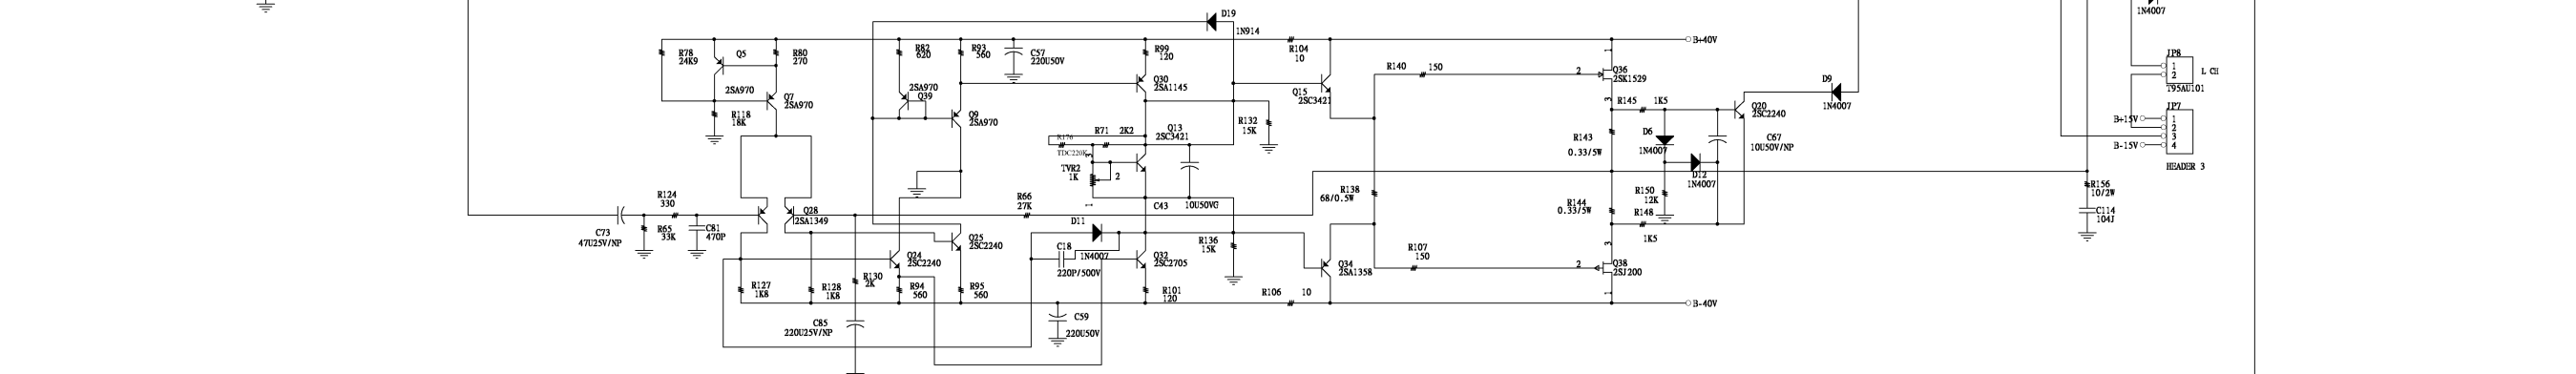 D19
1N914
1N4007
R78
24K9
Q5
R80
270
R82
620
R93
560
C57
220U50V
R99
120
R104
10
B+40V
JP8
1
2
L CH
T95AU101
2SA970
Q7
2SA970
R118
18K
2SA970
Q39
Q9
2SA970
Q30
2SA1145
Q15
2SC3421
R140
150
2
1
Q36
2SK1529
3
R145
1K5
Q20
2SC2240
D9
1N4007
JP7
B+15V
1
2
3
B-15V
4
HEADER 3
R176
R71
2K2
TDC220K
Q13
2SC3421
R132
15K
R143
0.33/5W
D6
1N4007
C67
10U50V/NP
TVR2
1K
3
2
1
D12
1N4007
R124
330
R66
27K
C43
10U50VG
R138
68/0.5W
R144
0.33/5W
R150
12K
R148
1K5
R156
10/2W
C114
104J
C73
47U25V/NP
R65
33K
C81
470P
Q28
2SA1349
D11
1N4007
R136
15K
Q25
2SC2240
Q24
2SC2240
C18
220P/500V
Q32
2SC2705
Q34
2SA1358
R107
150
2
3
Q38
2SJ200
1
R127
1K8
R128
1K8
R130
2K
R94
560
R95
560
R101
120
R106
10
B-40V
C85
220U25V/NP
C59
220U50V